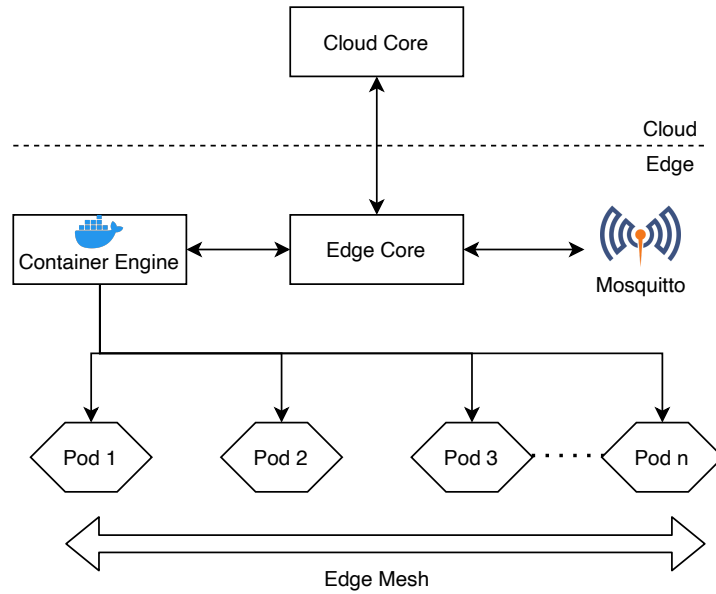 Cloud Core
Cloud
Edge
Container Engine
Edge Core
Mosquitto
Pod 1
Pod 2
Pod 3
Pod n
Edge Mesh